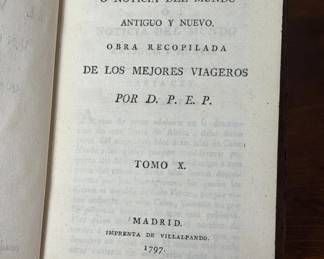 O NOTICIA DEL MUNDO
ANTIGUO Y NUEVO.
OBRA RECOPILADA
DE LOS MEJORES VIAGEROS
POR D. P. E. P.
TOMO X.
MADRID.
IMPRENTA DE VILLALPANDO.
1797.